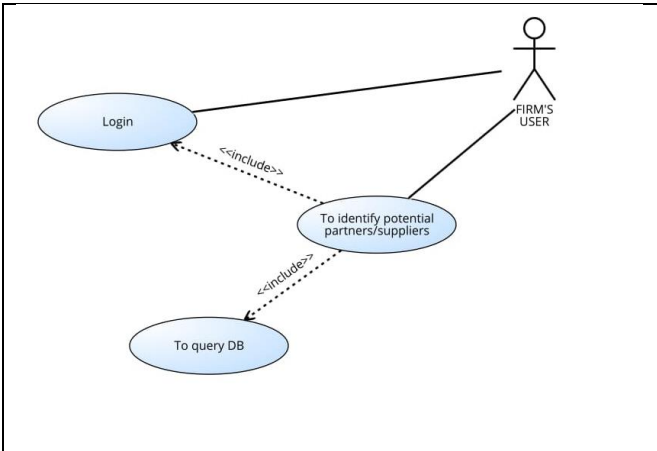 FIRM'S
USER
Login
<<include>>
To identify potential
partners/suppliers
<<include>>
To query DB